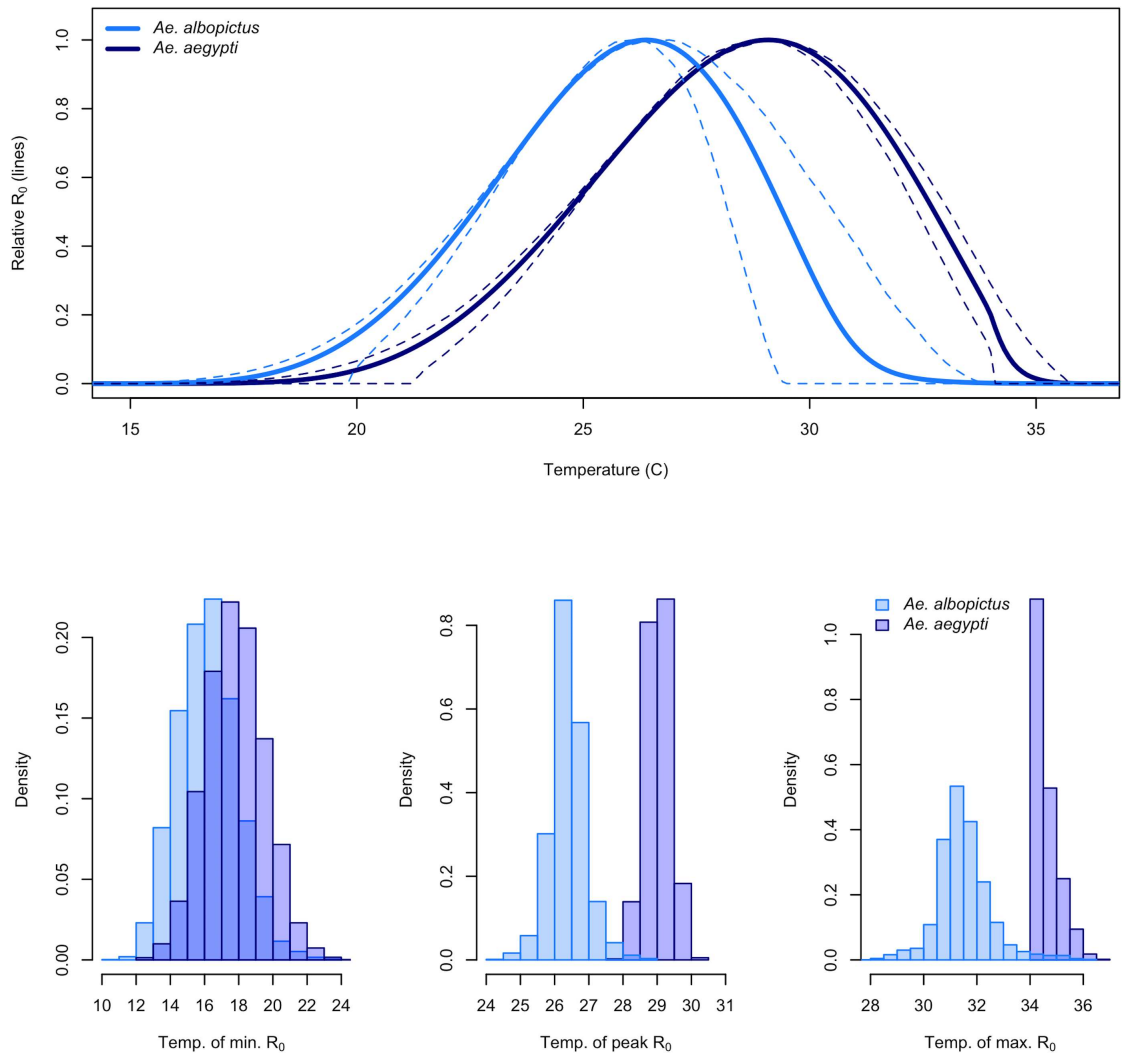 Ae. albopictus
Ae. aegypti
Relative R0 (lines)
1.0
0.8
0.6
0.4
0.2
0.0
15 20 25 30 35
Temperature (C)
Density
0.20
0.15
0.10
0.05
0.00
10 12 14 16 18 20 22 24
Temp. of min. R0
Density
0.8
0.6
0.4
0.2
0.0
24 25 26 27 28 29 30 31
Temp. of peak R0
Ae. albopictus
Ae. aegypti
Density
1.0
0.8
0.6
0.4
0.2
0.0
28 30 32 34 36
Temp. of max. R0